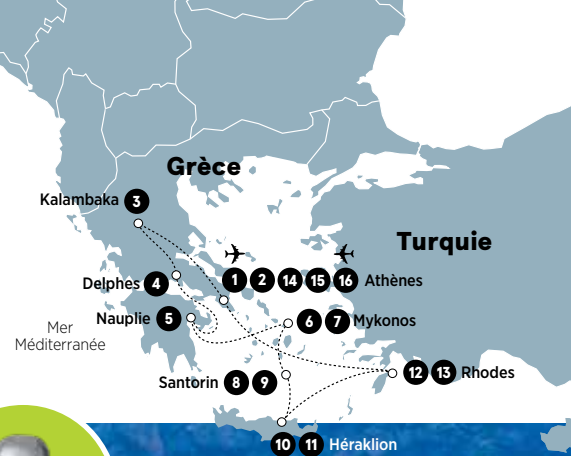 Grèce
Kalambaka 3
Turquie
1 2 14 15 16 Athènes
Delphes 4
Nauplie 5
6 7 Mykonos
Mer
Méditerranée
12 13 Rhodes
Santorin 8 9
10 11 Héraklion